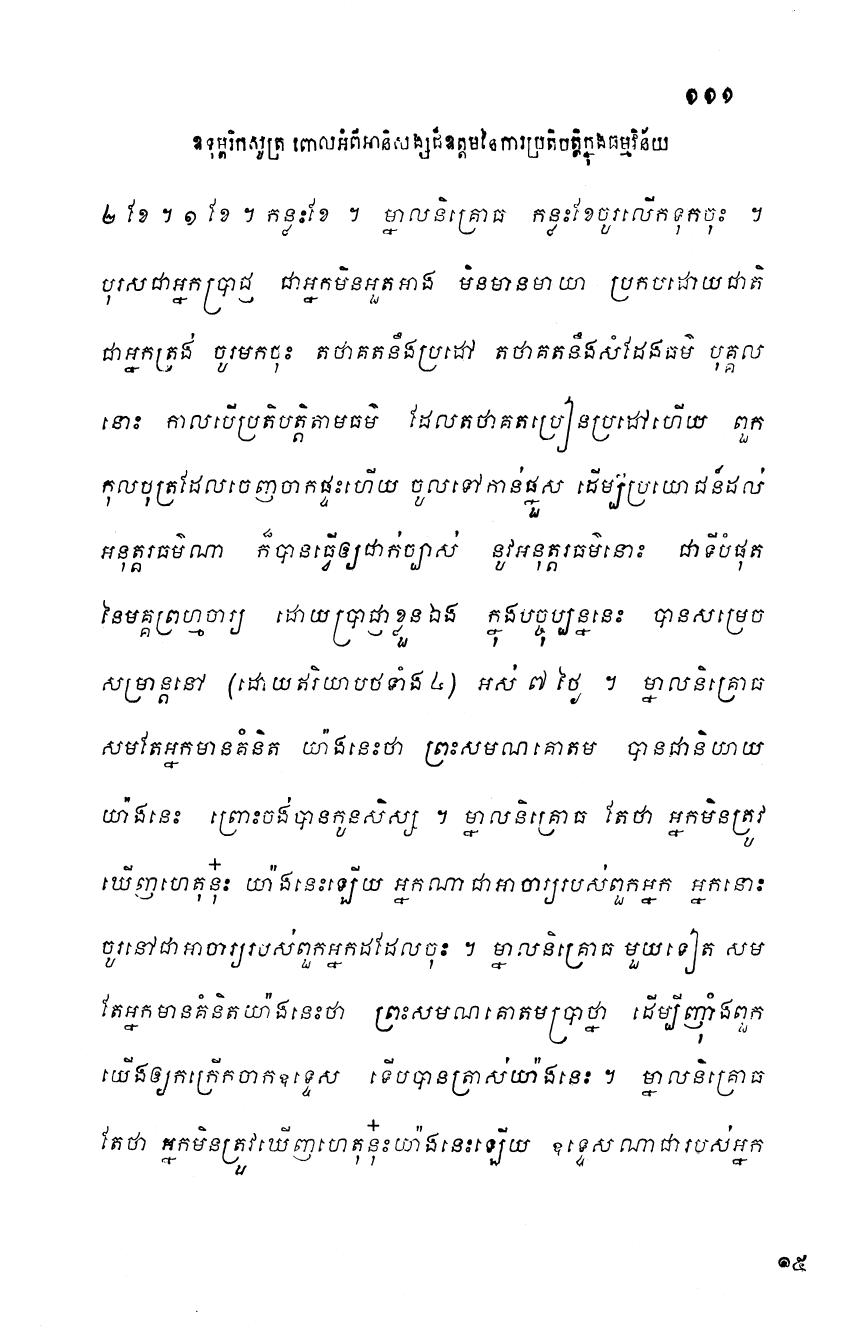 ១១១
ឧទុម្ពរិកសូត្រ ពោលអំពីអានិសង្សដ៏ឧត្តមនៃការប្រតិបត្តិក្នុងធម្មវិន័យ
៤ ខែ ។ ១ ខែ ។ កន្លះខែ ។ ម្នាលនិគ្រោធ កន្លះខែចូរលើកទុកចុះ ។
បុរសជាអ្នកប្រាជ្ញ ជាអ្នកមិនអួតអាង មិនមានមាយា ប្រកបដោយជាតិ
ជាអ្នកត្រង់ ចូរមកចុះ តថាគតនឹងប្រដៅ តថាគតនឹងសំដែងធម៌ បុគ្គល
នោះ កាលបើប្រតិបត្តិតាមធម៌ ដែលតថាគតប្រៀនប្រដៅហើយ ពួក
កុលបុត្រដែលចេញចាកផ្ទះហើយ ចូលទៅកាន់ផ្នួស ដើម្បីប្រយោជន៍ដល់
អនុត្តរធម៌ណា ក៏បានធ្វើឲ្យជាក់ច្បាស់ នូវអនុត្តរធម៌នោះ ជាទីបំផុត
នៃមគ្គព្រហ្មចារ្យ ដោយប្រាជ្ញាខ្លួនឯង ក្នុងបច្ចុប្បន្ននេះ បានសម្រេច
សម្រាន្តនៅ (ដោយឥរិយាបថទាំង ៤) អស់ ៧ ថ្ងៃ ។ ម្នាលនិគ្រោធ
សមតែអ្នកមានគំនិត យ៉ាងនេះថា ព្រះសមណគោតម បានជានិយាយ
យ៉ាងនេះ ព្រោះចង់បានកូនសិស្ស ។ ម្នាលនិគ្រោធ តែថា អ្នកមិនត្រូវ
ឃើញហេតុនុ៎ះ យ៉ាងនេះឡើយ អ្នកណាជាអាចារ្យរបស់ពួកអ្នក អ្នកនោះ
ចូរនៅជាអាចារ្យរបស់ពួកអ្នកដដែលចុះ ។ ម្នាលនិគ្រោធ មួយទៀត សម
តែអ្នកមានគំនិតយ៉ាងនេះថា ព្រះសមណគោតមប្រាថ្នា ដើម្បីញ៉ាំងពួក
យើងឲ្យកក្រើកចាកឧទ្ទេស ទើបបានត្រាស់យ៉ាងនេះ ។ ម្នាលនិគ្រោធ
តែថា អ្នកមិនត្រូវឃើញហេតុនុ៎ះយ៉ាងនេះឡើយ ឧទ្ទេសណាជារបស់អ្នក
១៥